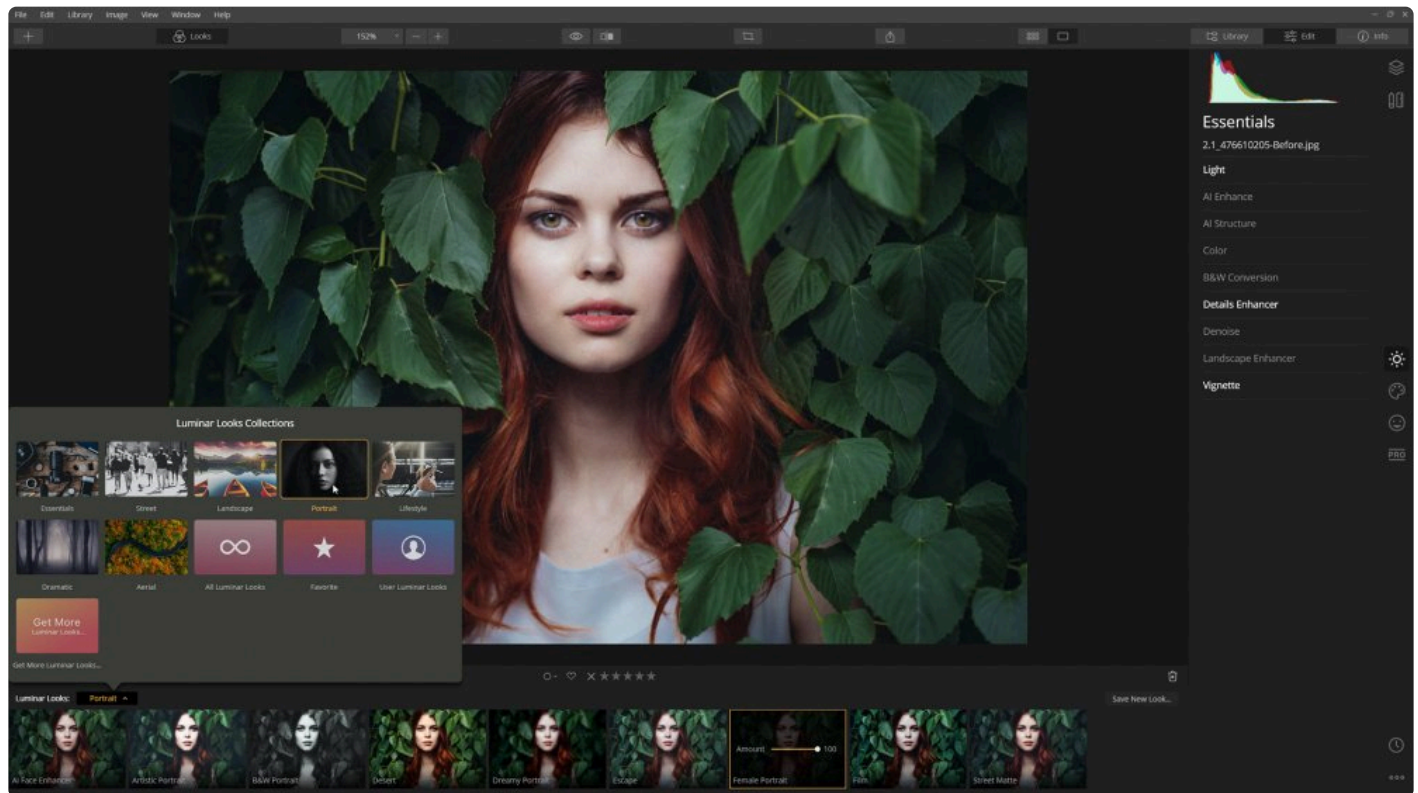 File Edit Library Image View Window Help
Looks 152% Library Edit Info
Essentials
2.1_476610205-Before.jpg
Light
AI Enhance
AI Structure
Color
B&W Conversion
Details Enhancer
Denoise
Landscape Enhancer
Vignette
PRO
Luminar Looks Collections
Essentials Street Landscape Portrait Lifestyle
Dramatic Aerial All Luminar Looks Favorite User Luminar Looks
Get More
Luminar Looks...
Get More Luminar Looks...
Luminar Looks: Portrait Save New Look...
Amount 100
AI Face Enhancer Artistic Portrait B&W Portrait Desert Dreamy Portrait Escape Female Portrait Film Street Matte